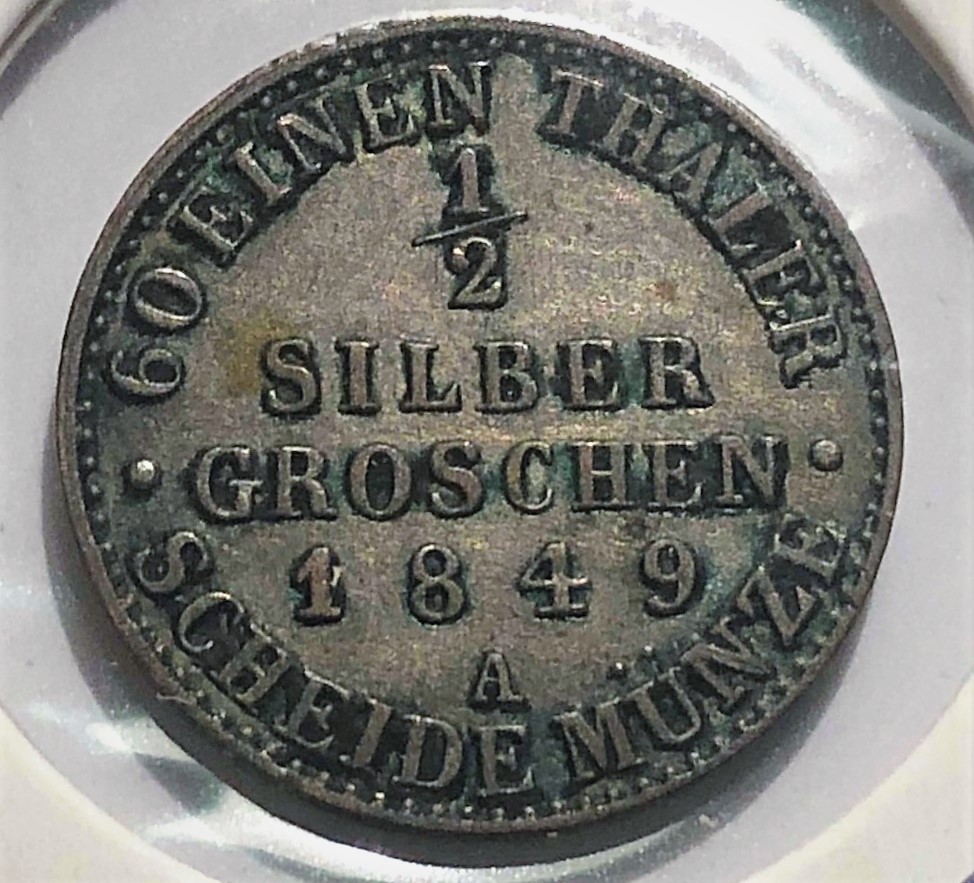 60 EINEN THALER
1
2
SILBER
GROSCHEN
1849
A
SCHEIDE MÜNZE